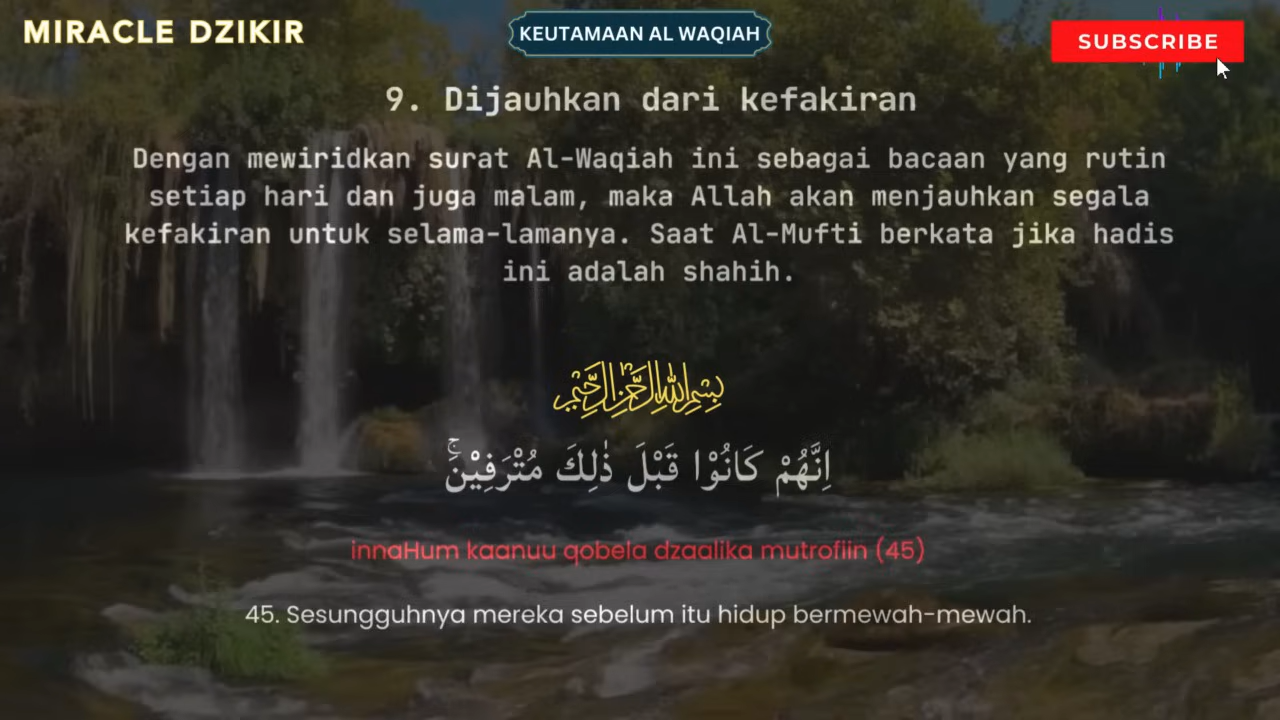 MIRACLE DZIKIR
KEUTAMAAN AL WAQIAH
SUBSCRIBE
9. Dijauhkan dari kefakiran
Dengan mewiridkan surat Al-Waqiah ini sebagai bacaan yang rutin
setiap hari dan juga malam, maka Allah akan menjauhkan segala
kefakiran untuk selama-lamanya. Saat Al-Mufti berkata jika hadis
ini adalah shahih.
بِسْمِ اللهِ الرَّحْمٰنِ الرَّحِيْمِ
اِنَّهُمْ كَانُوْا قَبْلَ ذٰلِكَ مُتْرَفِيْنَۚ
innaHum kaanuu qobela dzaalika mutrofiin (45)
45. Sesungguhnya mereka sebelum itu hidup bermewah-mewah.